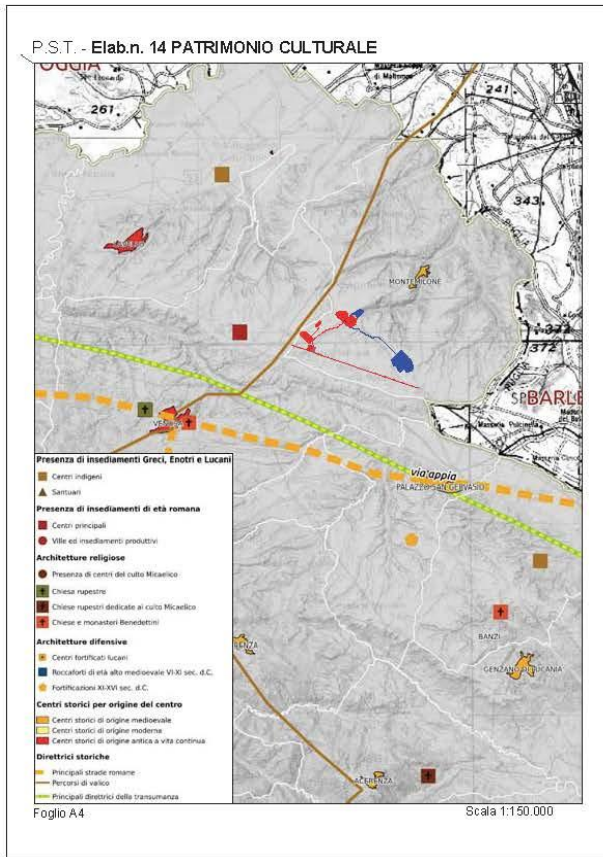 P.S.T. - Elab.n. 14 PATRIMONIO CULTURALE
OGGIA
261
241
343
MONTEMILONE
372
SP BARLE
via appia
PALAZZO SAN GERVASIO
BANZI
GENZANO DI LUCANIA
ACERENZA
Presenza di insediamenti Greci, Enotri e Lucani
Centri indigeni
Santuari
Presenza di insediamenti di età romana
Centri principali
Ville ed insediamenti produttivi
Architetture religiose
Presenza di centri del culto Micaelico
Chiesa rupestre
Chiese rupestri dedicate al culto Micaelico
Chiese e monasteri Benedettini
Architetture difensive
Centri fortificati lucani
Roccaforti di età alto medioevale VI-XI sec. d.C.
Fortificazioni XI-XVI sec. d.C.
Centri storici per origine del centro
Centri storici di origine medioevale
Centri storici di origine moderna
Centri storici di origine antica a vita continua
Direttrici storiche
Principali strade romane
Percorsi di valico
Principali direttrici della transumanza
Foglio A4
Scala 1:150.000